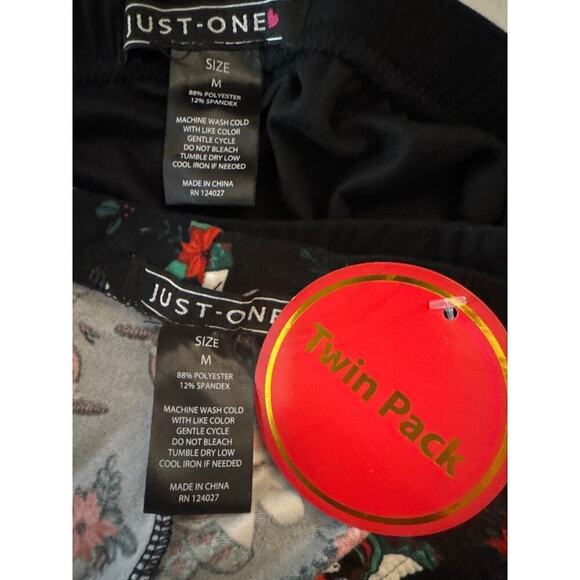 JUST-ONE
SIZE
M
88% POLYESTER
12% SPANDEX
MACHINE WASH COLD
WITH LIKE COLOR
GENTLE CYCLE
DO NOT BLEACH
TUMBLE DRY LOW
COOL IRON IF NEEDED
MADE IN CHINA
RN 124027
JUST-ONE
SIZE
M
88% POLYESTER
12% SPANDEX
MACHINE WASH COLD
WITH LIKE COLOR
GENTLE CYCLE
DO NOT BLEACH
TUMBLE DRY LOW
COOL IRON IF NEEDED
MADE IN CHINA
RN 124027
Twin Pack